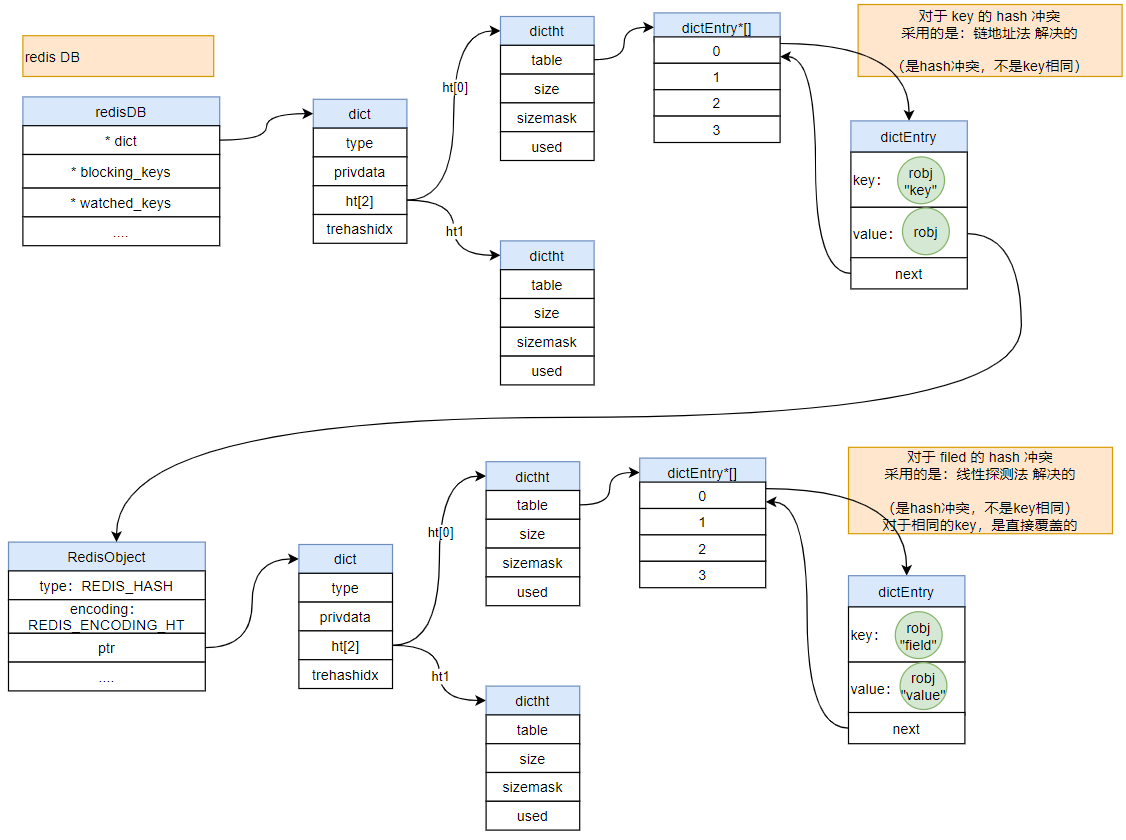 redis DB
redisDB
* dict
* blocking_keys
* watched_keys
....
dict
type
privdata
ht[2]
trehashidx
ht[0]
ht1
dictht
table
size
sizemask
used
dictht
table
size
sizemask
used
dictEntry*[]
0
1
2
3
对于 key 的 hash 冲突
采用的是：链地址法 解决的
（是hash冲突，不是key相同）
dictEntry
key：
robj
"key"
value：
robj
next
RedisObject
type：REDIS_HASH
encoding：
REDIS_ENCODING_HT
ptr
....
dict
type
privdata
ht[2]
trehashidx
ht[0]
ht1
dictht
table
size
sizemask
used
dictht
table
size
sizemask
used
dictEntry*[]
0
1
2
3
对于 filed 的 hash 冲突
采用的是：线性探测法 解决的
（是hash冲突，不是key相同）
对于相同的key，是直接覆盖的
dictEntry
key：
robj
"field"
value：
robj
"value"
next